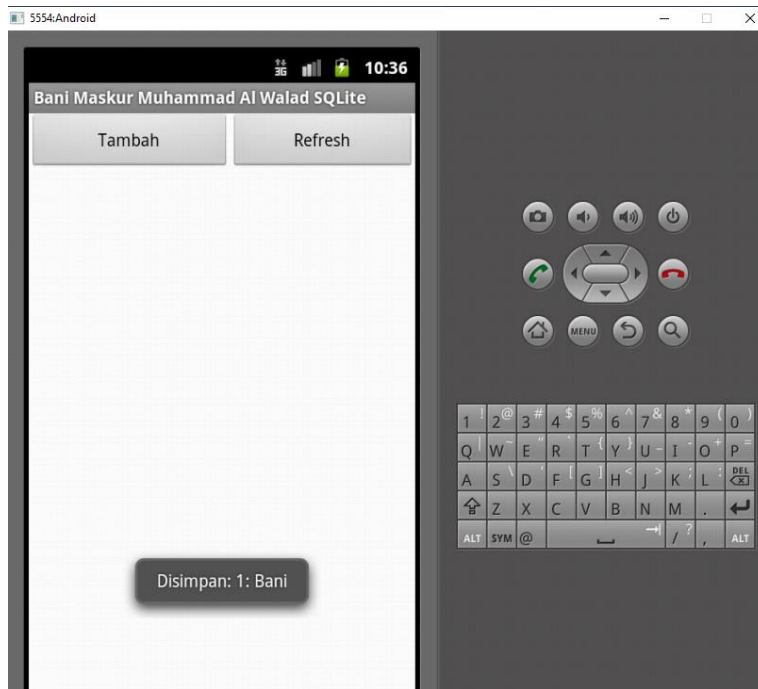 5554:Android
3G 10:36
Bani Maskur Muhammad Al Walad SQLite
Tambah Refresh
Disimpan: 1: Bani
MENU
1 ! 2 @ 3 # 4 $ 5 % 6 ^ 7 & 8 * 9 ( 0 )
Q | W ~ E " R ` T { Y } U _ I - O + P =
A S \ D ' F [ G ] H < J > K ; L : DEL
Z X C V B N M .
ALT SYM @ / ? , ALT